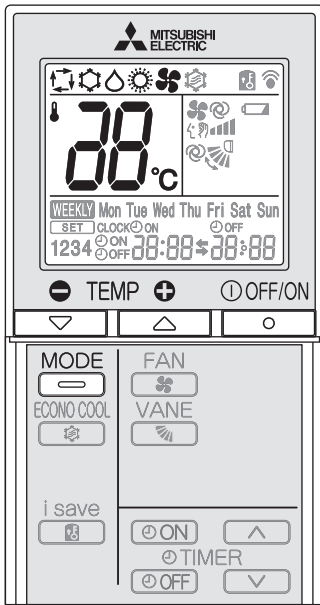 MITSUBISHI
ELECTRIC
88°C
WEEKLY Mon Tue Wed Thu Fri Sat Sun
SET CLOCK ON OFF
1234 ON 88:88 88:88
OFF
TEMP OFF/ON
MODE FAN
ECONO COOL VANE
i save
ON
TIMER
OFF